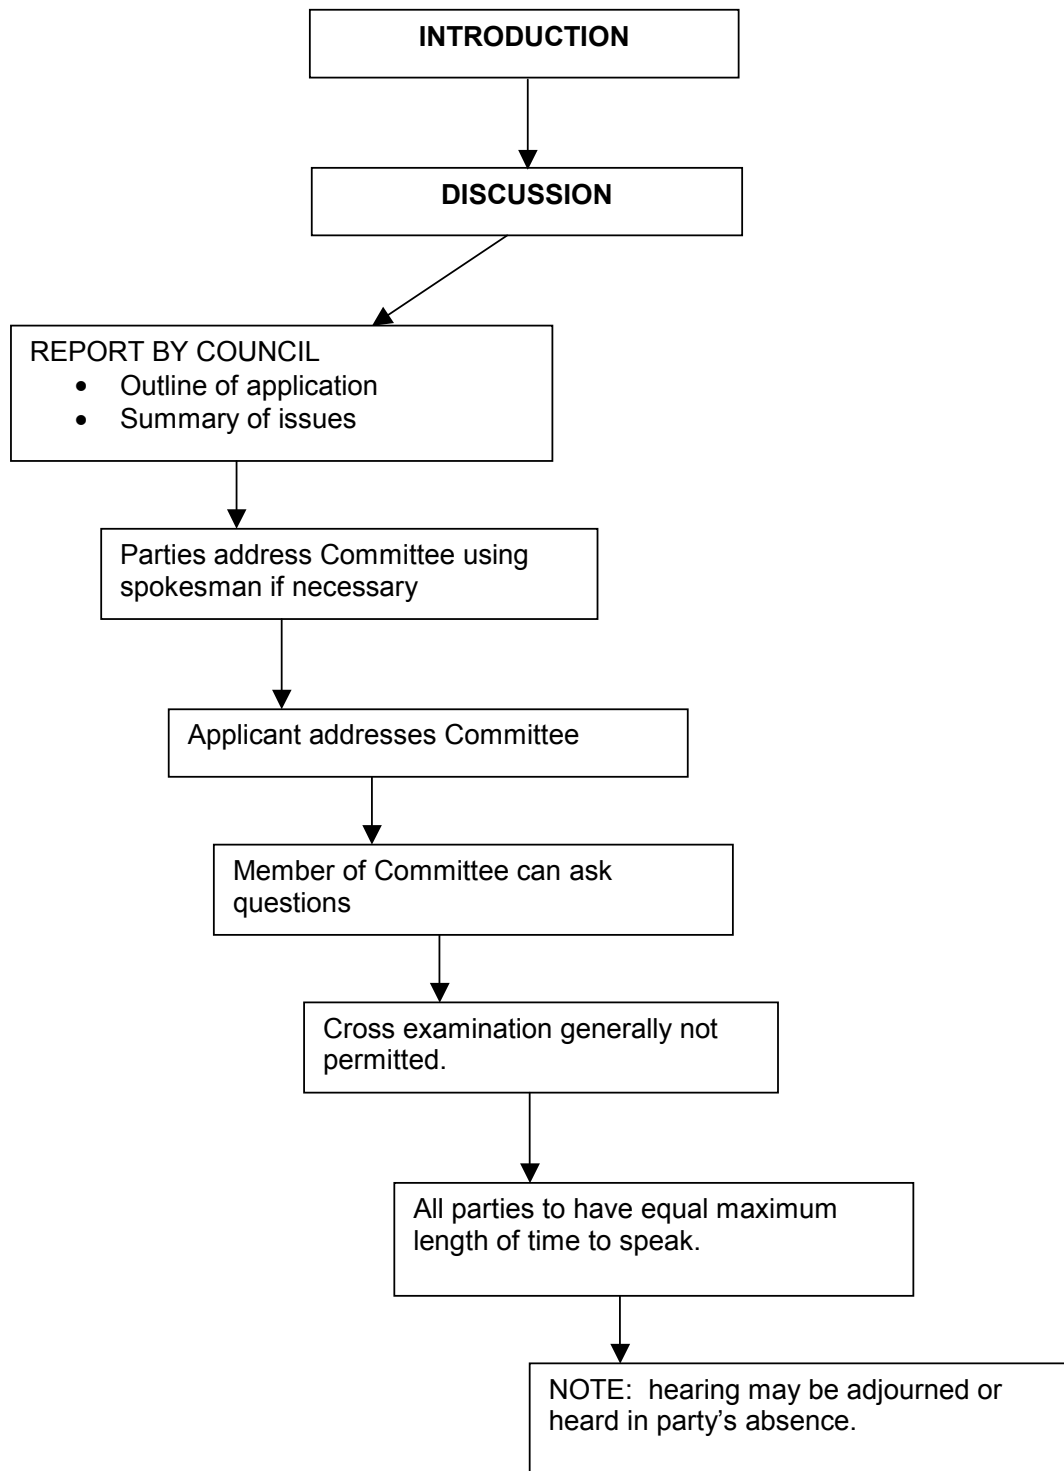 INTRODUCTION
DISCUSSION
REPORT BY COUNCIL
• Outline of application
• Summary of issues
Parties address Committee using
spokesman if necessary
Applicant addresses Committee
Member of Committee can ask
questions
Cross examination generally not
permitted.
All parties to have equal maximum
length of time to speak.
NOTE:  hearing may be adjourned or
heard in party’s absence.